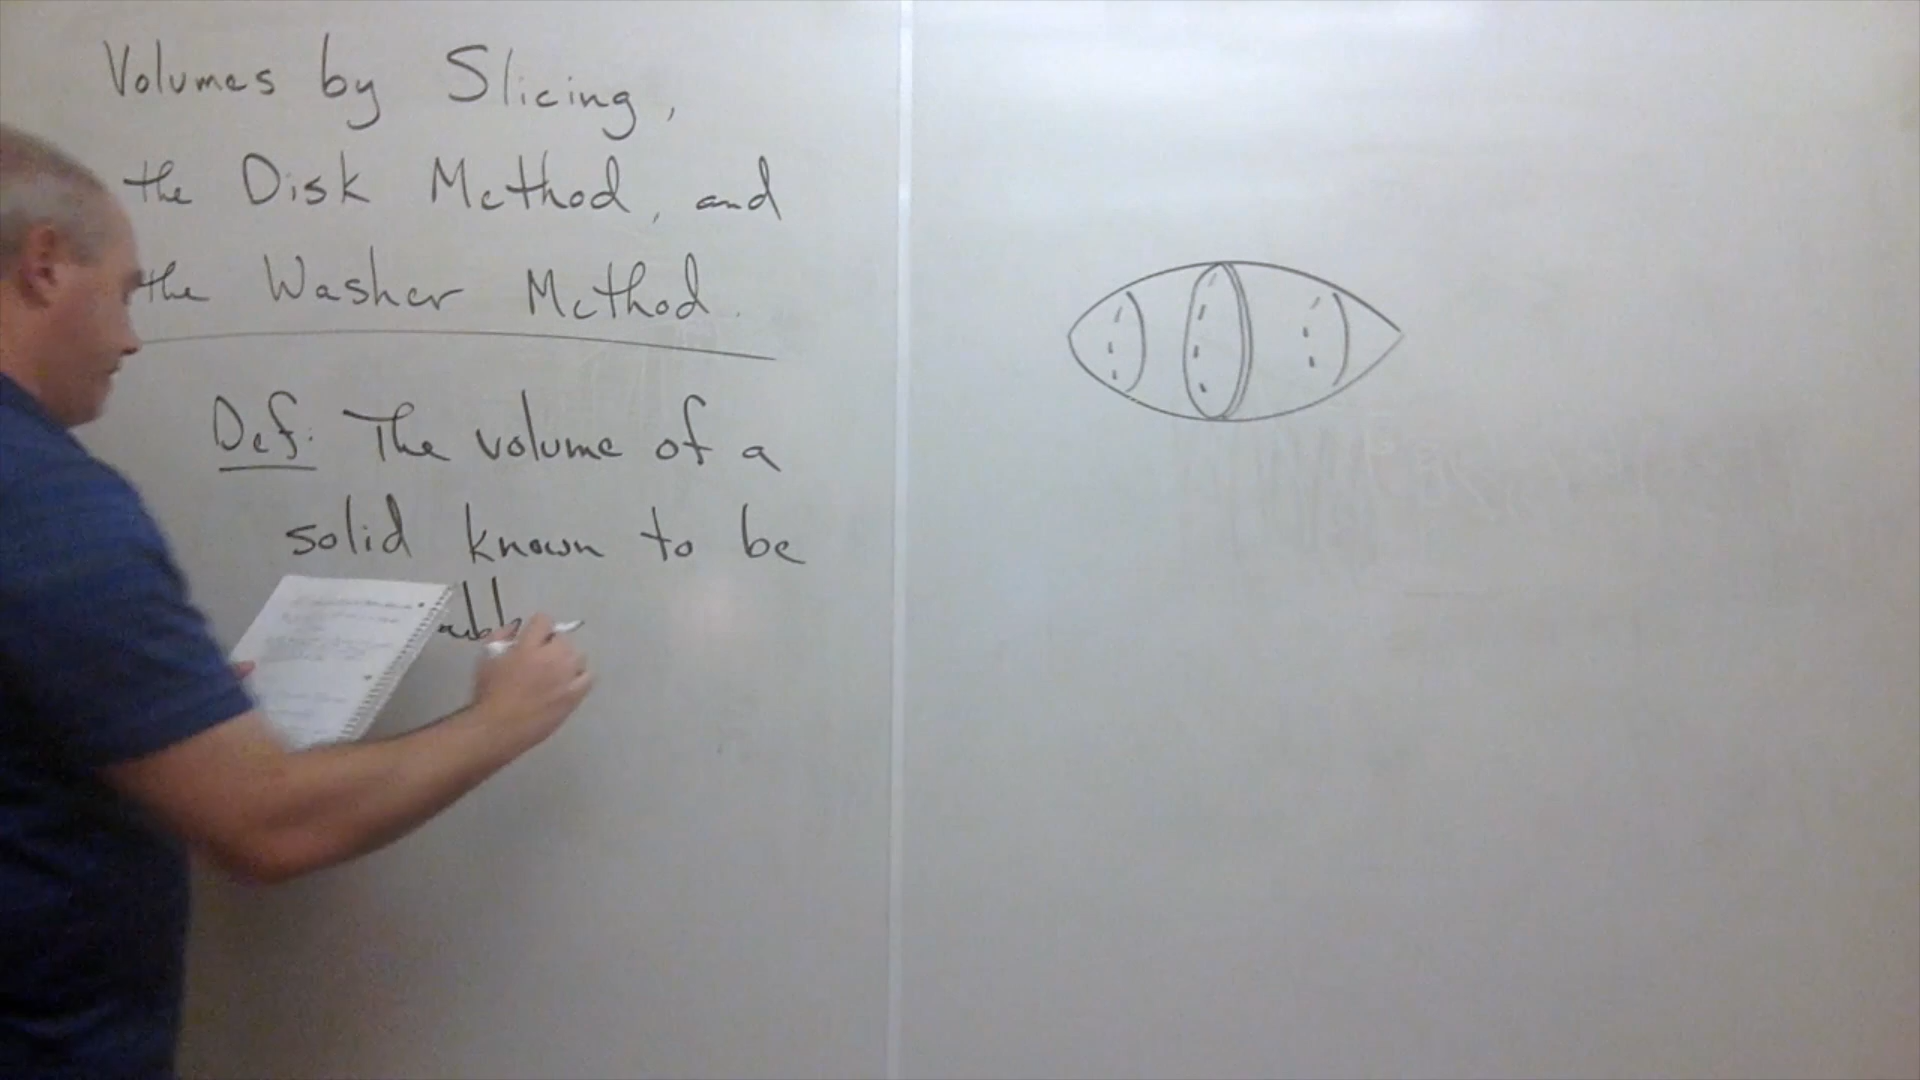 Volumes by Slicing,
the Disk Method, and
the Washer Method.
Def: The volume of a
solid known to be